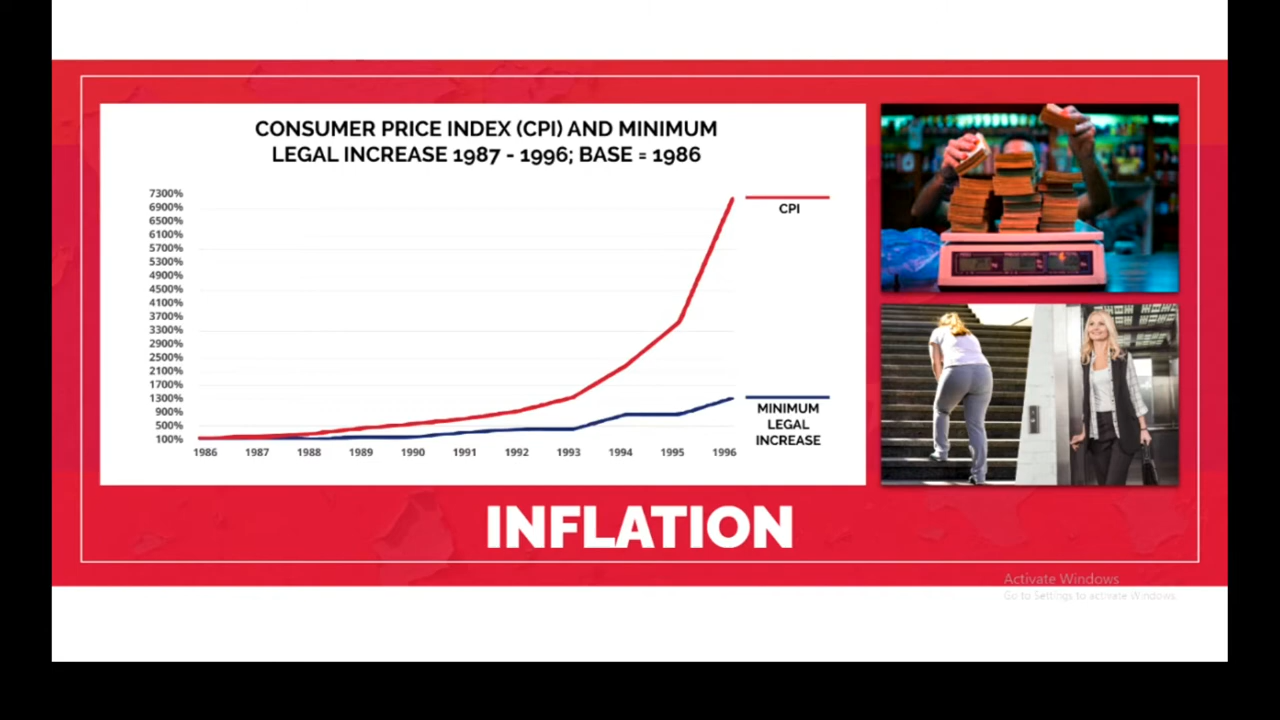 CONSUMER PRICE INDEX (CPI) AND MINIMUM
LEGAL INCREASE 1987 - 1996; BASE = 1986
7300%
6900%
6500%
6100%
5700%
5300%
4900%
4500%
4100%
3700%
3300%
2900%
2500%
2100%
1700%
1300%
900%
500%
100%
1986 1987 1988 1989 1990 1991 1992 1993 1994 1995 1996
CPI
MINIMUM
LEGAL
INCREASE
INFLATION
Activate Windows
Go to Settings to activate Windows.